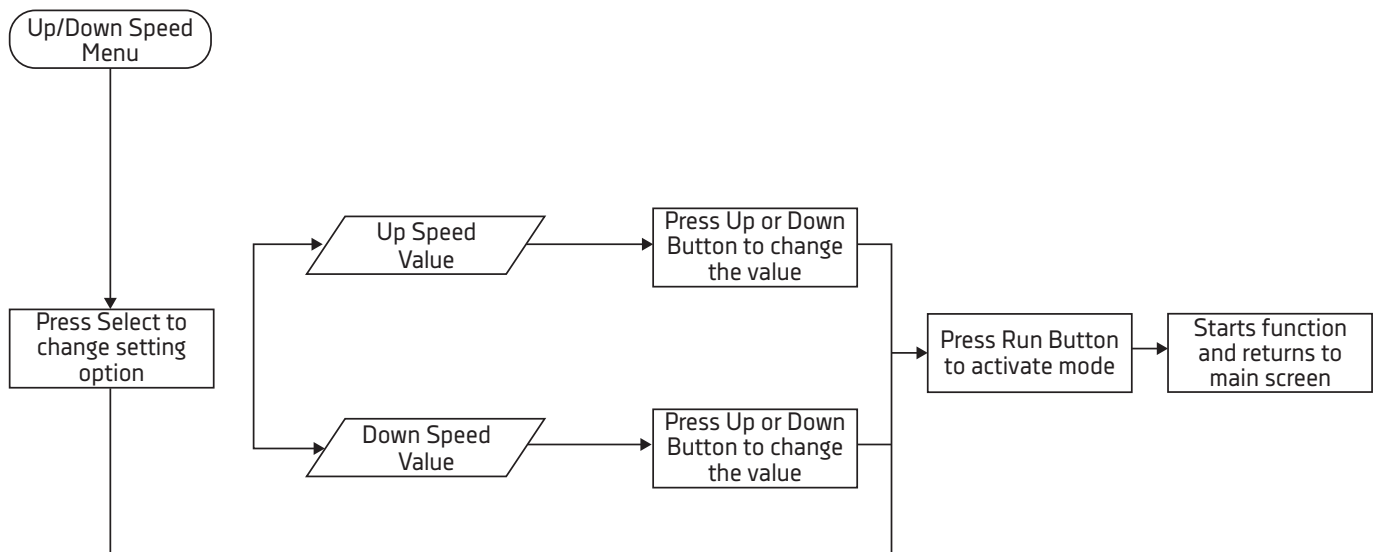 Up/Down Speed
Menu
Press Select to
change setting
option
Up Speed
Value
Press Up or Down
Button to change
the value
Down Speed
Value
Press Up or Down
Button to change
the value
Press Run Button
to activate mode
Starts function
and returns to
main screen